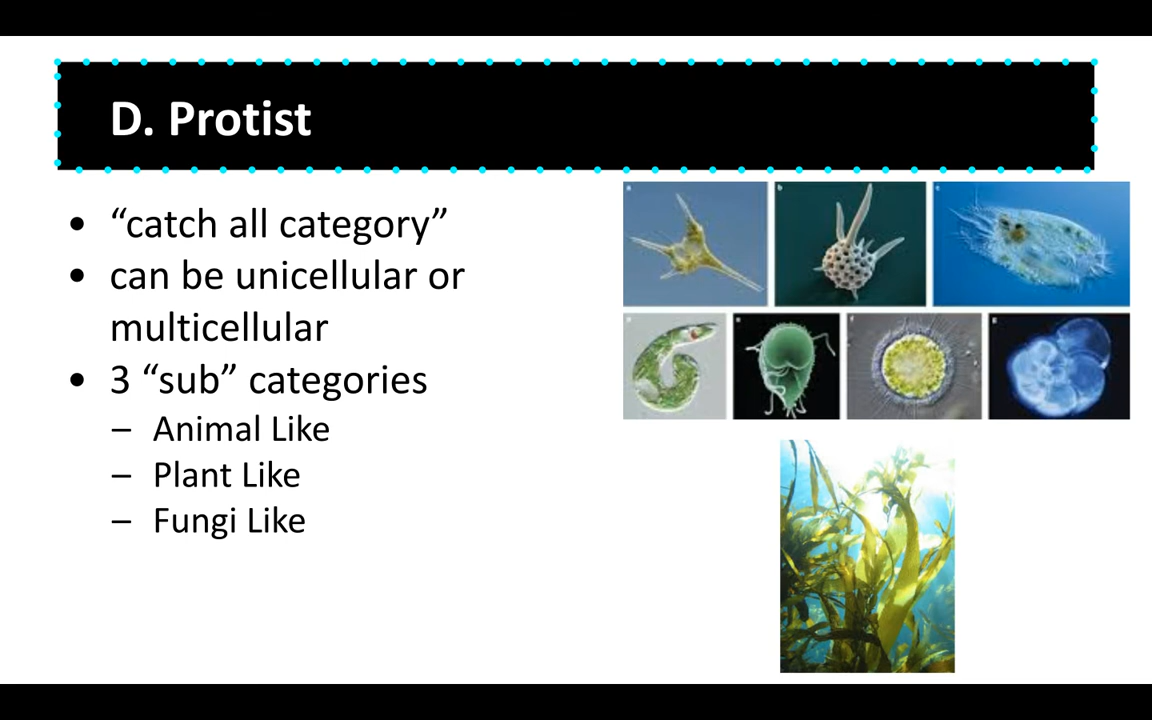 D. Protist
• “catch all category”
• can be unicellular or
multicellular
• 3 “sub” categories
– Animal Like
– Plant Like
– Fungi Like
a
b
c
e
f
g